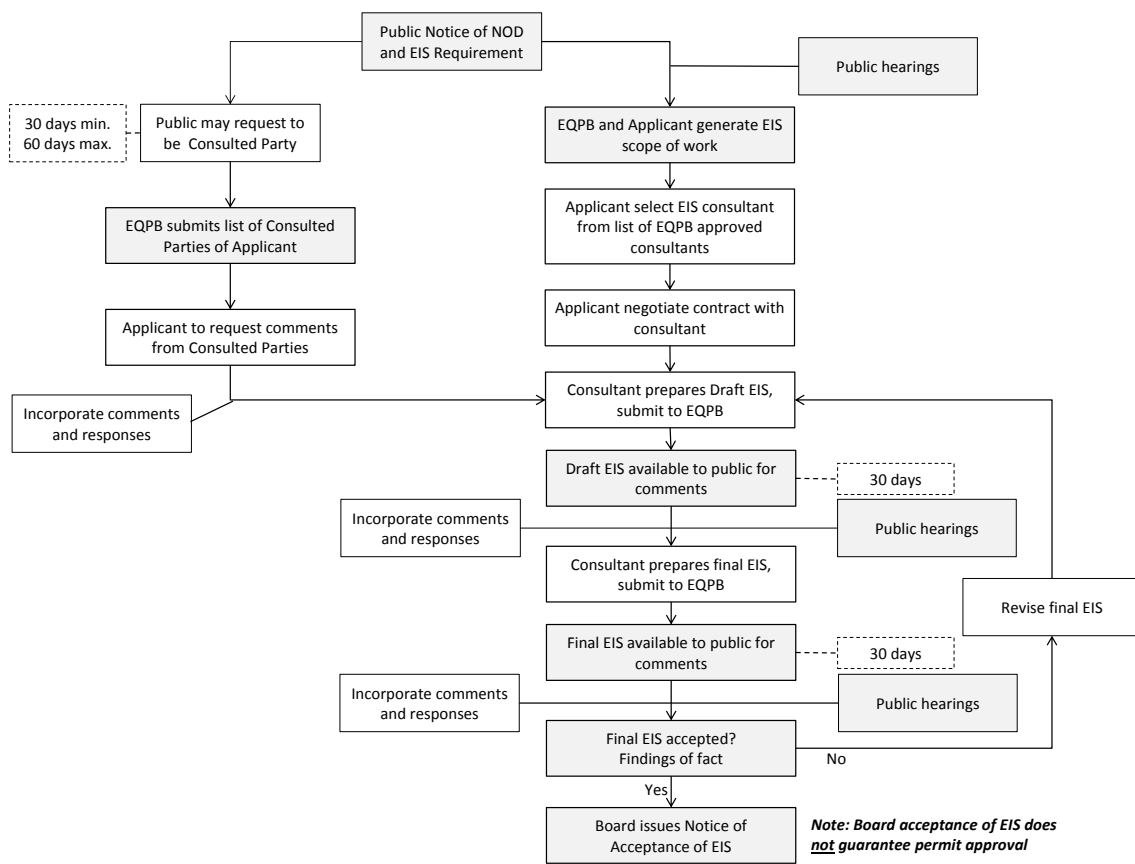 Public Notice of NOD
and EIS Requirement
Public hearings
30 days min.
60 days max.
Public may request to
be Consulted Party
EQPB and Applicant generate EIS
scope of work
EQPB submits list of Consulted
Parties of Applicant
Applicant select EIS consultant
from list of EQPB approved
consultants
Applicant to request comments
from Consulted Parties
Applicant negotiate contract with
consultant
Incorporate comments
and responses
Consultant prepares Draft EIS,
submit to EQPB
Draft EIS available to public for
comments
30 days
Incorporate comments
and responses
Public hearings
Consultant prepares final EIS,
submit to EQPB
Revise final EIS
Final EIS available to public for
comments
30 days
Incorporate comments
and responses
Public hearings
Final EIS accepted?
Findings of fact
No
Yes
Board issues Notice of
Acceptance of EIS
Note: Board acceptance of EIS does
not guarantee permit approval